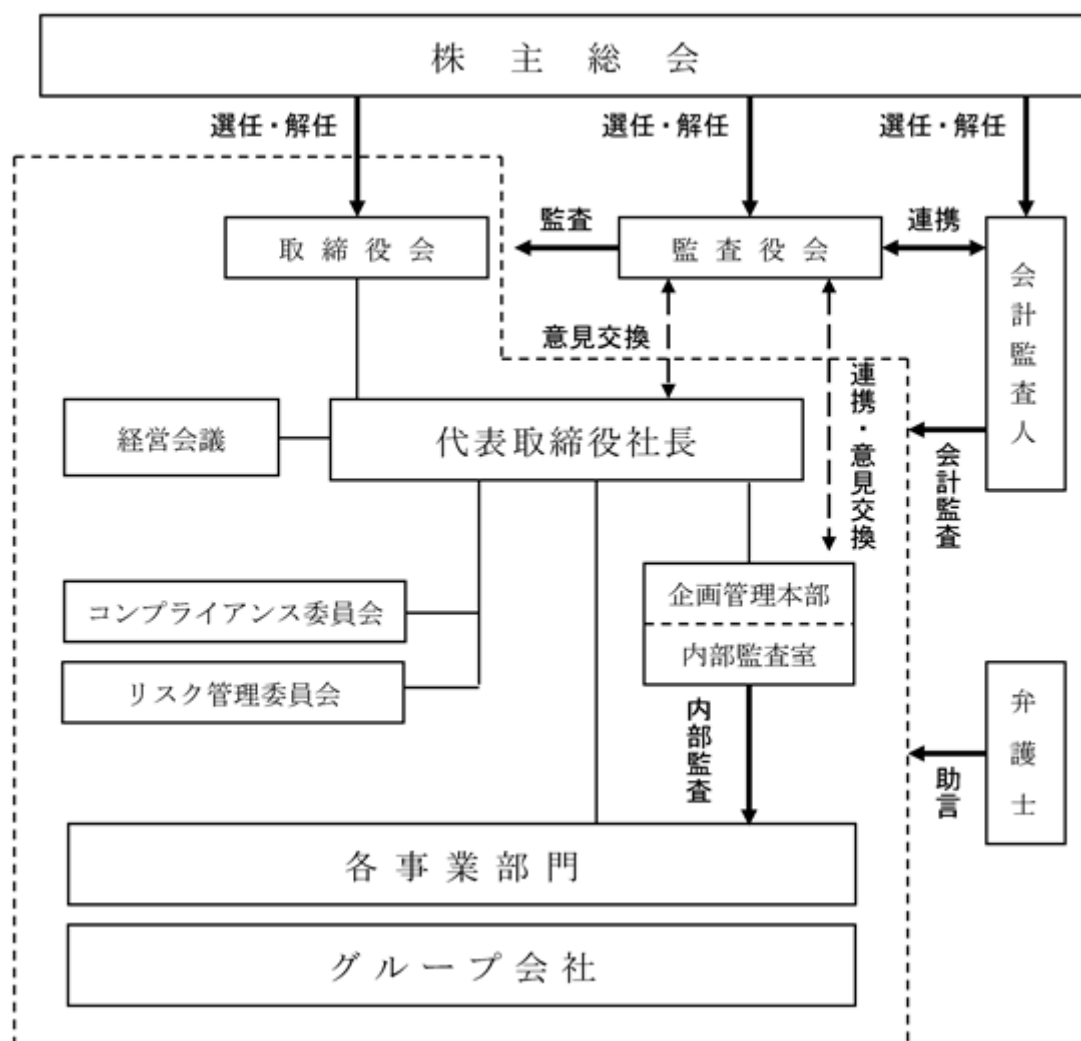 株主総会
選任・解任
選任・解任
選任・解任
取締役会
監査
監査役会
連携
会計監査人
意見交換
連携・意見交換
経営会議
代表取締役社長
会計監査
コンプライアンス委員会
リスク管理委員会
企画管理本部
内部監査室
内部監査
弁護士
助言
各事業部門
グループ会社